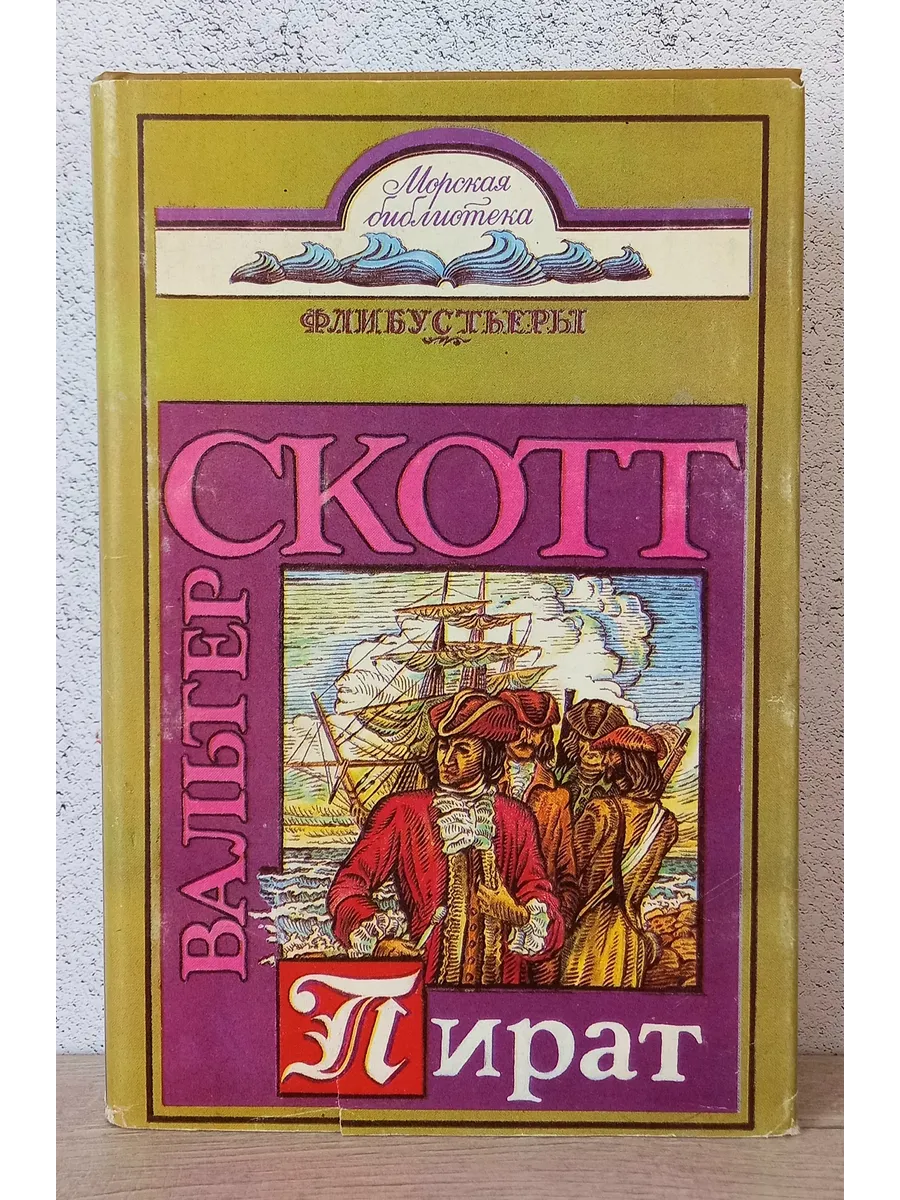 Морская
библиотека
ФЛИБУСТЬЕРЫ
ВАЛЬТЕР
СКОТТ
Пират